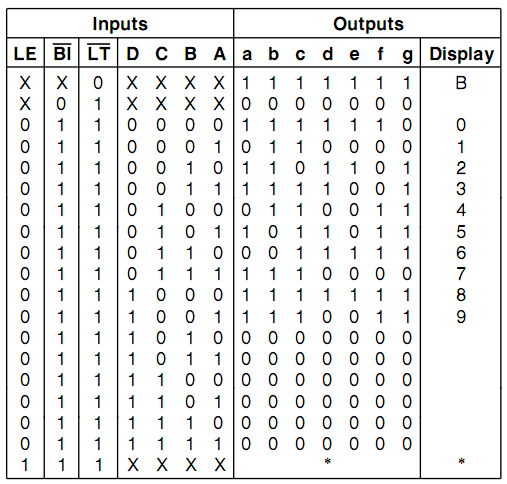 Inputs Outputs
LE BI LT D C B A a b c d e f g Display
X X 0 X X X X 1 1 1 1 1 1 1 B
X 0 1 X X X X 0 0 0 0 0 0 0
0 1 1 0 0 0 0 1 1 1 1 1 1 0 0
0 1 1 0 0 0 1 0 1 1 0 0 0 0 1
0 1 1 0 0 1 0 1 1 0 1 1 0 1 2
0 1 1 0 0 1 1 1 1 1 1 0 0 1 3
0 1 1 0 1 0 0 0 1 1 0 0 1 1 4
0 1 1 0 1 0 1 1 0 1 1 0 1 1 5
0 1 1 0 1 1 0 0 0 1 1 1 1 1 6
0 1 1 0 1 1 1 1 1 1 0 0 0 0 7
0 1 1 1 0 0 0 1 1 1 1 1 1 1 8
0 1 1 1 0 0 1 1 1 1 0 0 1 1 9
0 1 1 1 0 1 0 0 0 0 0 0 0 0
0 1 1 1 0 1 1 0 0 0 0 0 0 0
0 1 1 1 1 0 0 0 0 0 0 0 0 0
0 1 1 1 1 0 1 0 0 0 0 0 0 0
0 1 1 1 1 1 0 0 0 0 0 0 0 0
0 1 1 1 1 1 1 0 0 0 0 0 0 0
1 1 1 X X X X * *